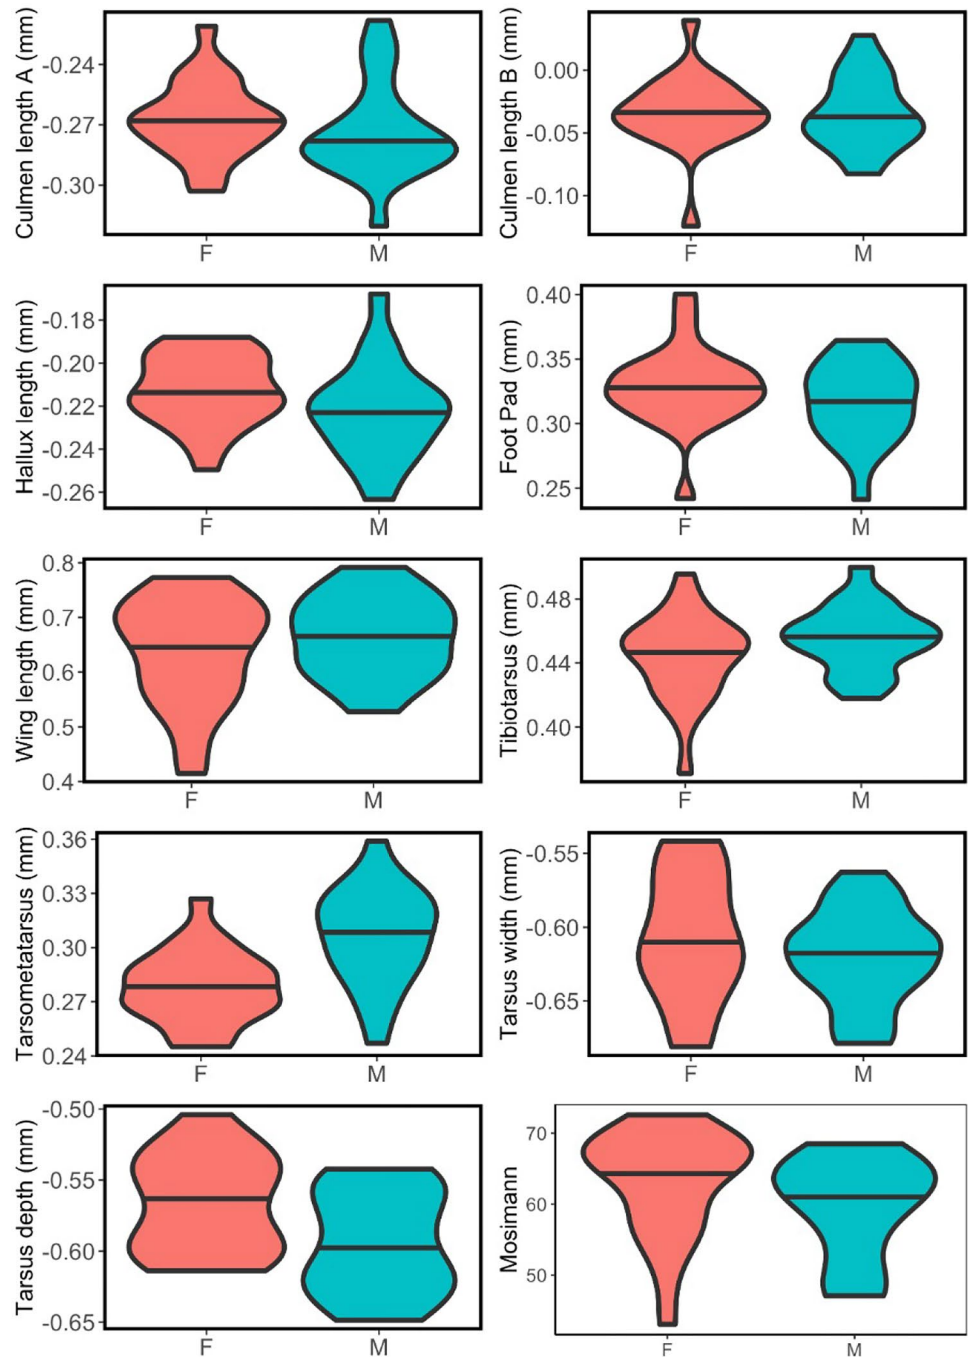 Culmen length A (mm)
-0.24
-0.27
-0.30
F M
Culmen length B (mm)
0.00
-0.05
-0.10
F M
Hallux length (mm)
-0.18
-0.20
-0.22
-0.24
-0.26
F M
Foot Pad (mm)
0.40
0.35
0.30
0.25
F M
Wing length (mm)
0.8
0.7
0.6
0.5
0.4
F M
Tibiotarsus (mm)
0.48
0.44
0.40
F M
Tarsometatarsus (mm)
0.36
0.33
0.30
0.27
0.24
F M
Tarsus width (mm)
-0.55
-0.60
-0.65
F M
Tarsus depth (mm)
-0.50
-0.55
-0.60
-0.65
F M
Mosimann
70
60
50
F M